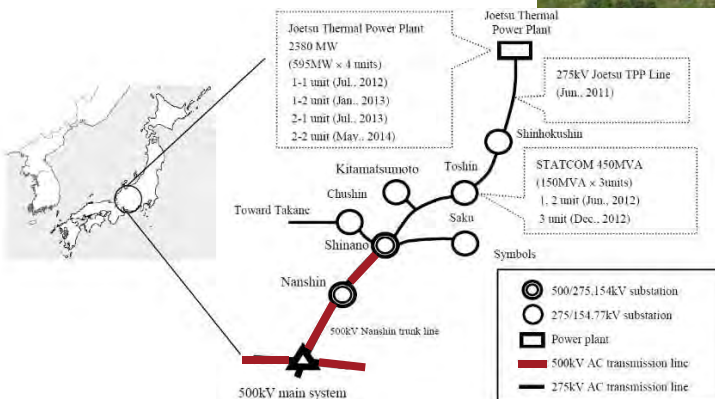 Joetsu Thermal Power Plant
2380 MW
(595MW × 4 units)
1-1 unit (Jul., 2012)
1-2 unit (Jan., 2013)
2-1 unit (Jul., 2013)
2-2 unit (May., 2014)
Joetsu Thermal
Power Plant
275kV Joetsu TPP Line
(Jun., 2011)
Shinhokushin
Toshin
STATCOM 450MVA
(150MVA × 3units)
1, 2 unit (Jun., 2012)
3 unit (Dec., 2012)
Kitamatsumoto
Chushin
Saku
Toward Takane
Shinano
Nanshin
500kV Nanshin trunk line
500kV main system
Symbols
500/275,154kV substation
275/154,77kV substation
Power plant
500kV AC transmission line
275kV AC transmission line